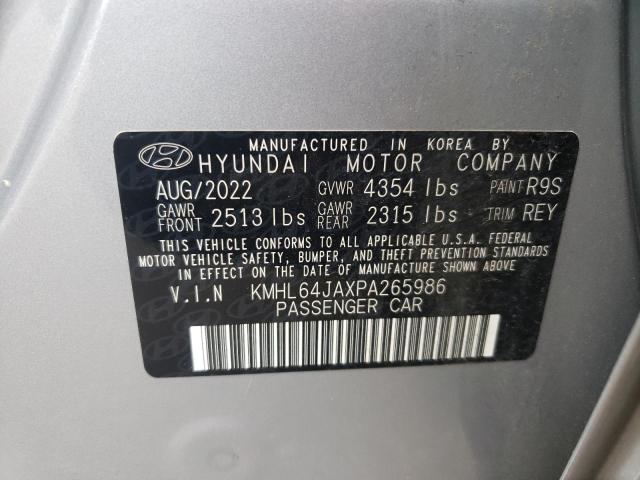 MANUFACTURED IN KOREA BY
HYUNDAI MOTOR COMPANY
AUG/2022 GVWR 4354 lbs PAINT R9S
GAWR FRONT 2513 lbs GAWR REAR 2315 lbs TRIM REY
THIS VEHICLE CONFORMS TO ALL APPLICABLE U.S.A. FEDERAL
MOTOR VEHICLE SAFETY, BUMPER, AND THEFT PREVENTION STANDARDS
IN EFFECT ON THE DATE OF MANUFACTURE SHOWN ABOVE.
V.I.N KMHL64JAXPA265986
PASSENGER CAR